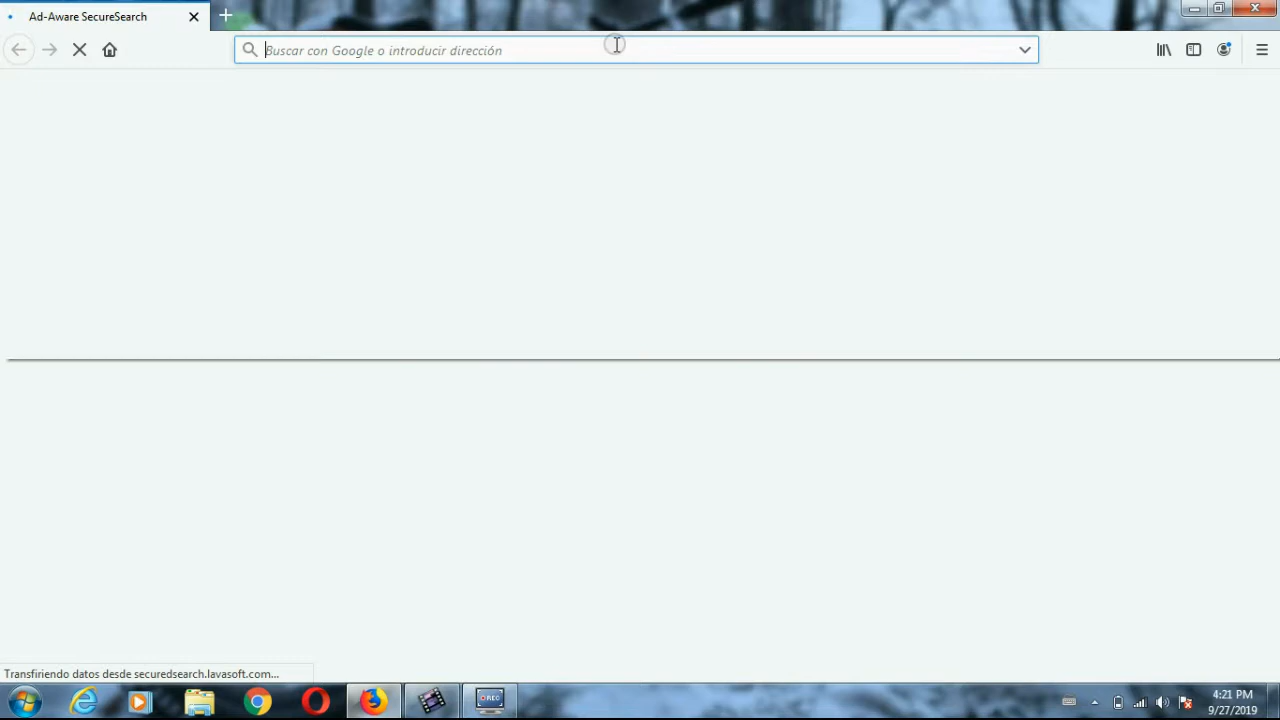 Ad-Aware SecureSearch
Buscar con Google o introducir dirección
Transfiriendo datos desde securedsearch.lavasoft.com...
REC
4:21 PM
9/27/2019